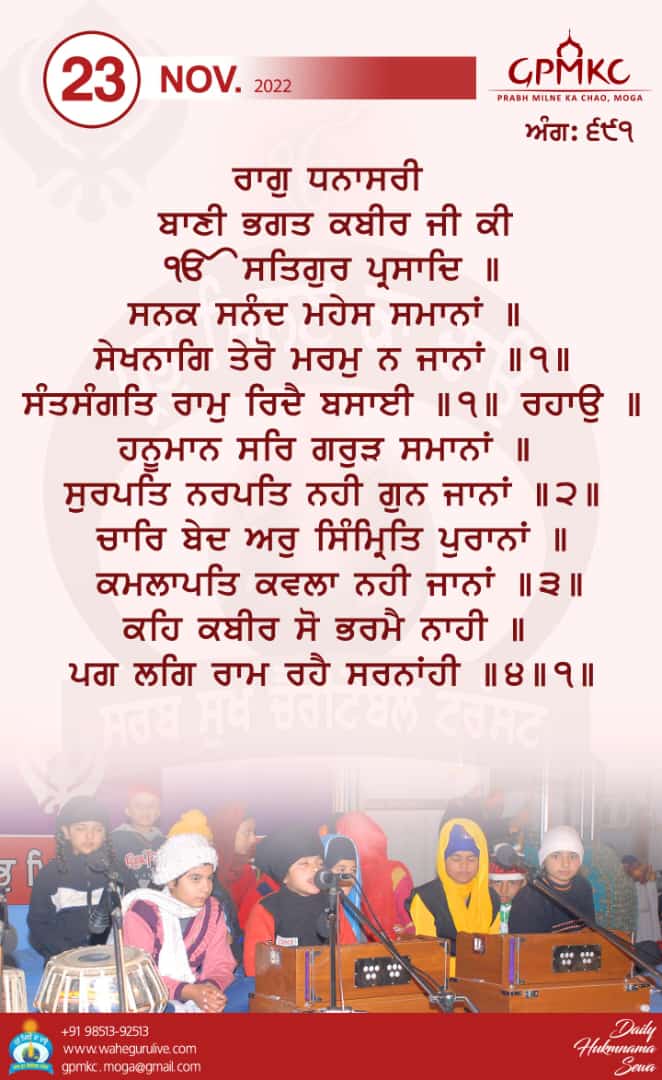 23 NOV. 2022
GPMKC
PRABH MILNE KA CHAO, MOGA
ਅੰਗ: ੬੯੧
ਰਾਗੁ ਧਨਾਸਰੀ
ਬਾਣੀ ਭਗਤ ਕਬੀਰ ਜੀ ਕੀ
ੴ ਸਤਿਗੁਰ ਪ੍ਰਸਾਦਿ ॥
ਸਨਕ ਸਨੰਦ ਮਹੇਸ ਸਮਾਨਾਂ ॥
ਸੇਖਨਾਗਿ ਤੇਰੋ ਮਰਮੁ ਨ ਜਾਨਾਂ ॥੧॥
ਸੰਤਸੰਗਤਿ ਰਾਮੁ ਰਿਦੈ ਬਸਾਈ ॥੧॥ ਰਹਾਉ ॥
ਹਨੂਮਾਨ ਸਰਿ ਗਰੁੜ ਸਮਾਨਾਂ ॥
ਸੁਰਪਤਿ ਨਰਪਤਿ ਨਹੀ ਗੁਨ ਜਾਨਾਂ ॥੨॥
ਚਾਰਿ ਬੇਦ ਅਰੁ ਸਿੰਮ੍ਰਿਤਿ ਪੁਰਾਨਾਂ ॥
ਕਮਲਾਪਤਿ ਕਵਲਾ ਨਹੀ ਜਾਨਾਂ ॥੩॥
ਕਹਿ ਕਬੀਰ ਸੋ ਭਰਮੈ ਨਾਹੀ ॥
ਪਗ ਲਗਿ ਰਾਮ ਰਹੈ ਸਰਨਾਂਹੀ ॥੪॥੧॥
ਸਰਬ ਸੁਖ ਚੈਰੀਟੇਬਲ ਟਰਸਟ
+91 98513-92513
www.wahegurulive.com
gpmkc.moga@gmail.com
Daily
Hukmnama
Sewa